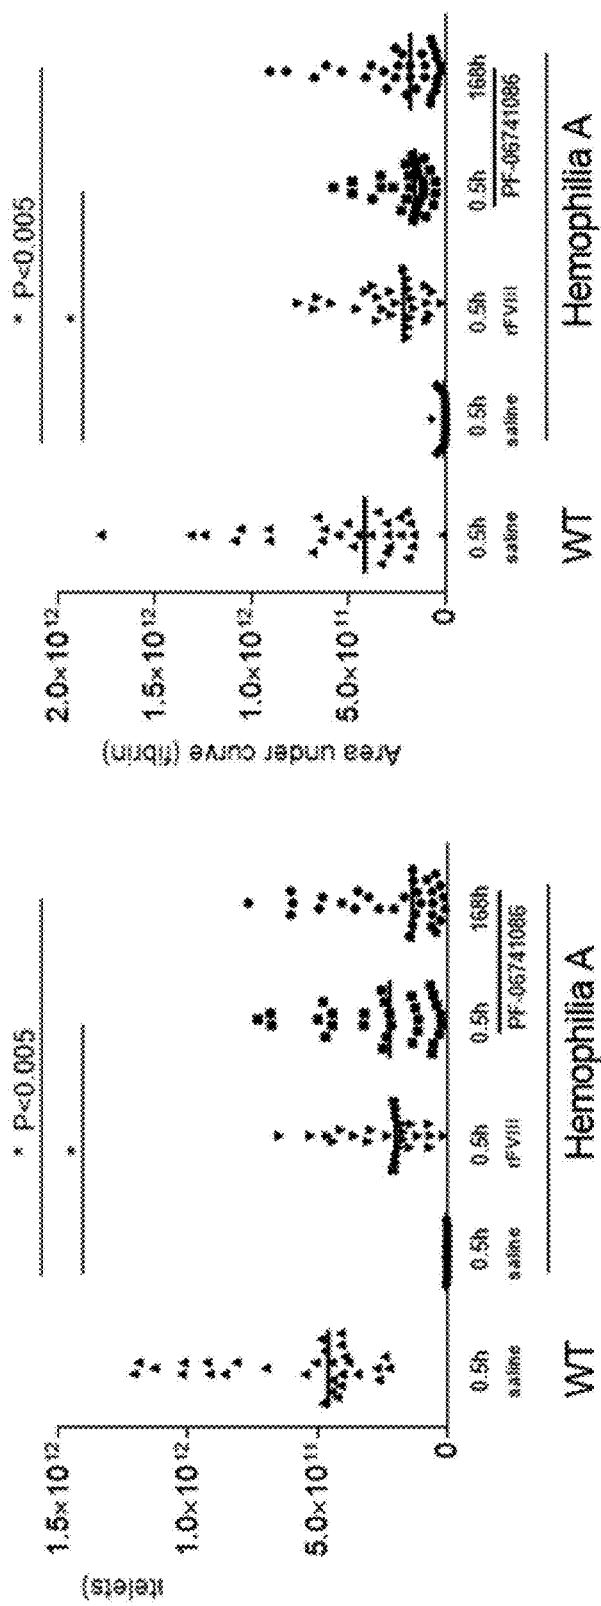 itelets)
1.5×10¹²
1.0×10¹²
5.0×10¹¹
0
* P<0.005
*
0.5h
0.5h
0.5h
0.5h
168h
saline
saline
rFVIII
PF-06741086
WT
Hemophilia A
Area under curve (fibrin)
2.0×10¹²
1.5×10¹²
1.0×10¹²
5.0×10¹¹
0
* P<0.005
*
0.5h
0.5h
0.5h
0.5h
168h
saline
saline
rFVIII
PF-06741086
WT
Hemophilia A